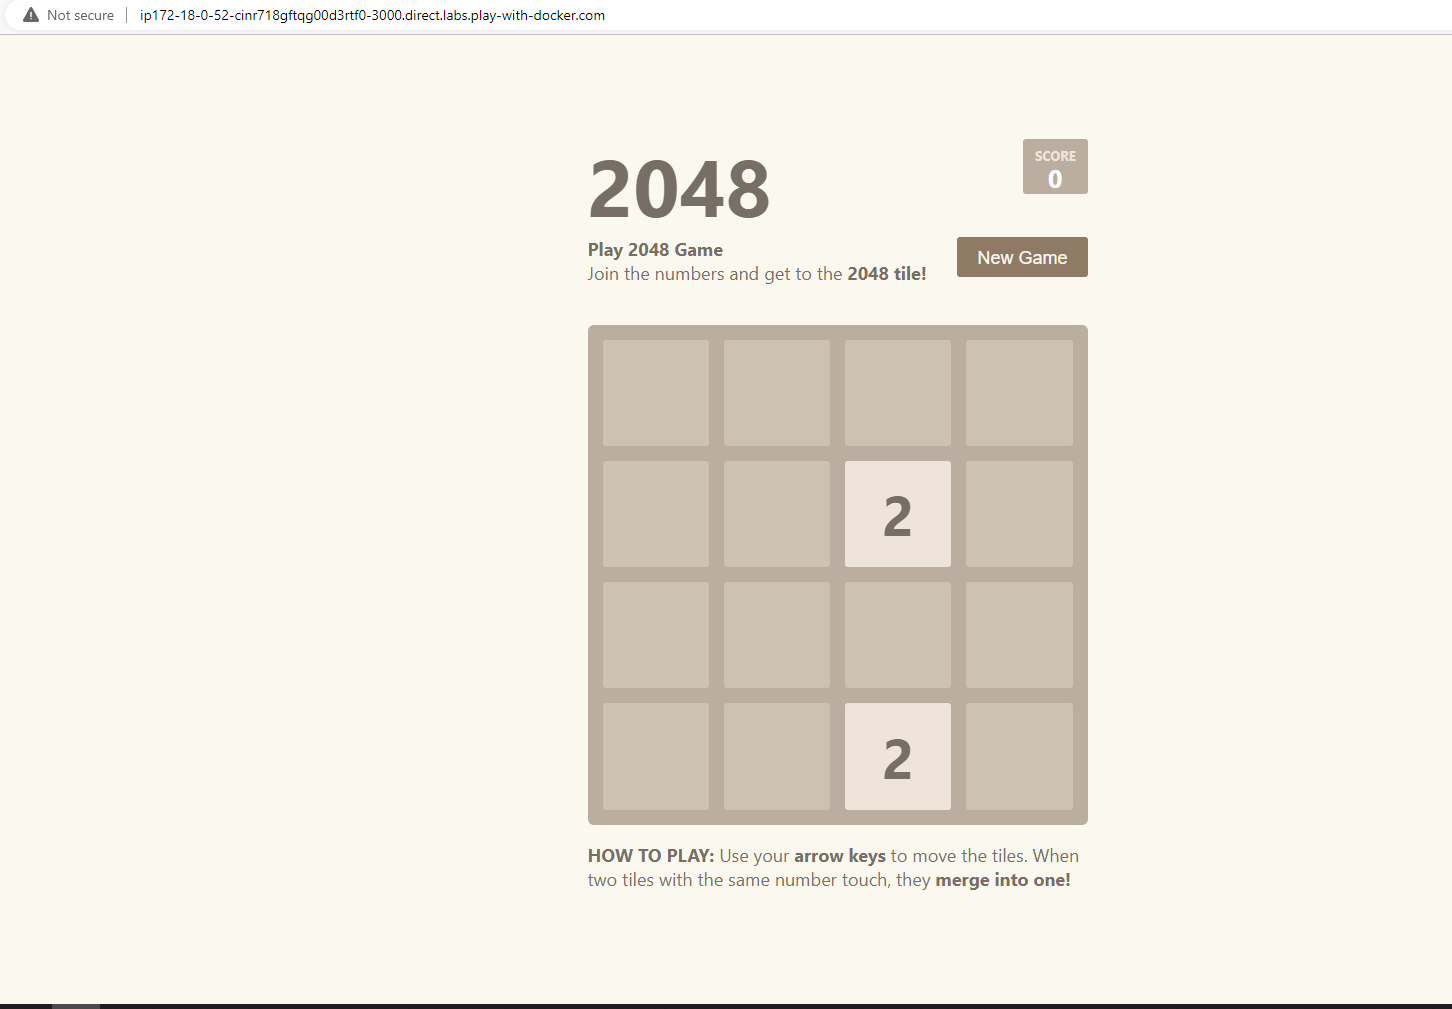 Not secure ip172-18-0-52-cinr718gftqg00d3rtf0-3000.direct.labs.play-with-docker.com
2048
SCORE
0
Play 2048 Game
Join the numbers and get to the 2048 tile!
New Game
2
2
HOW TO PLAY: Use your arrow keys to move the tiles. When
two tiles with the same number touch, they merge into one!